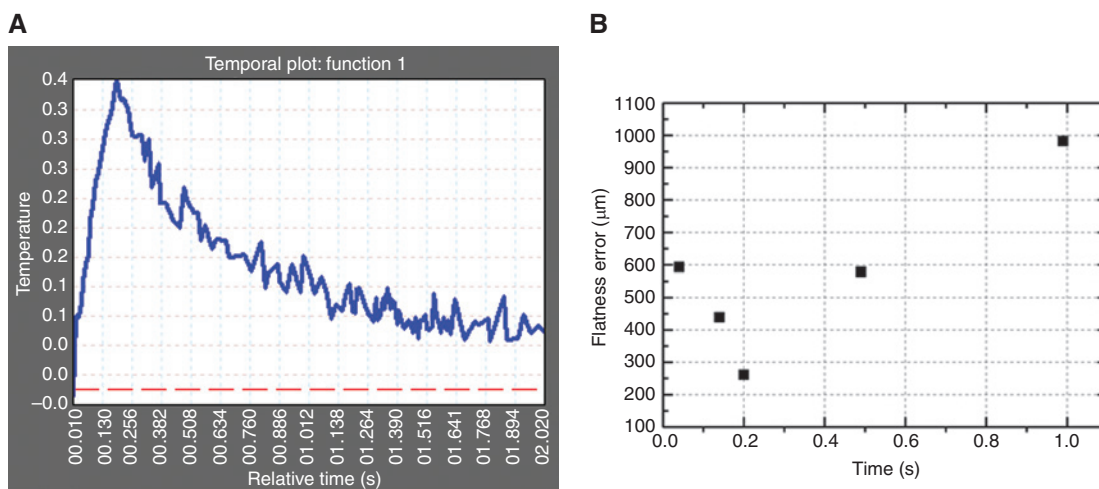 A
Temporal plot: function 1
Temperature
0.4
0.3
0.3
0.3
0.2
0.2
0.2
0.1
0.1
0.0
0.0
–0.0
00.010 00.130 00.256 00.382 00.508 00.634 00.760 00.886 01.012 01.138 01.264 01.390 01.516 01.641 01.768 01.894 02.020
Relative time (s)
B
Flatness error (μm)
1100
1000
900
800
700
600
500
400
300
200
100
0.0 0.2 0.4 0.6 0.8 1.0
Time (s)